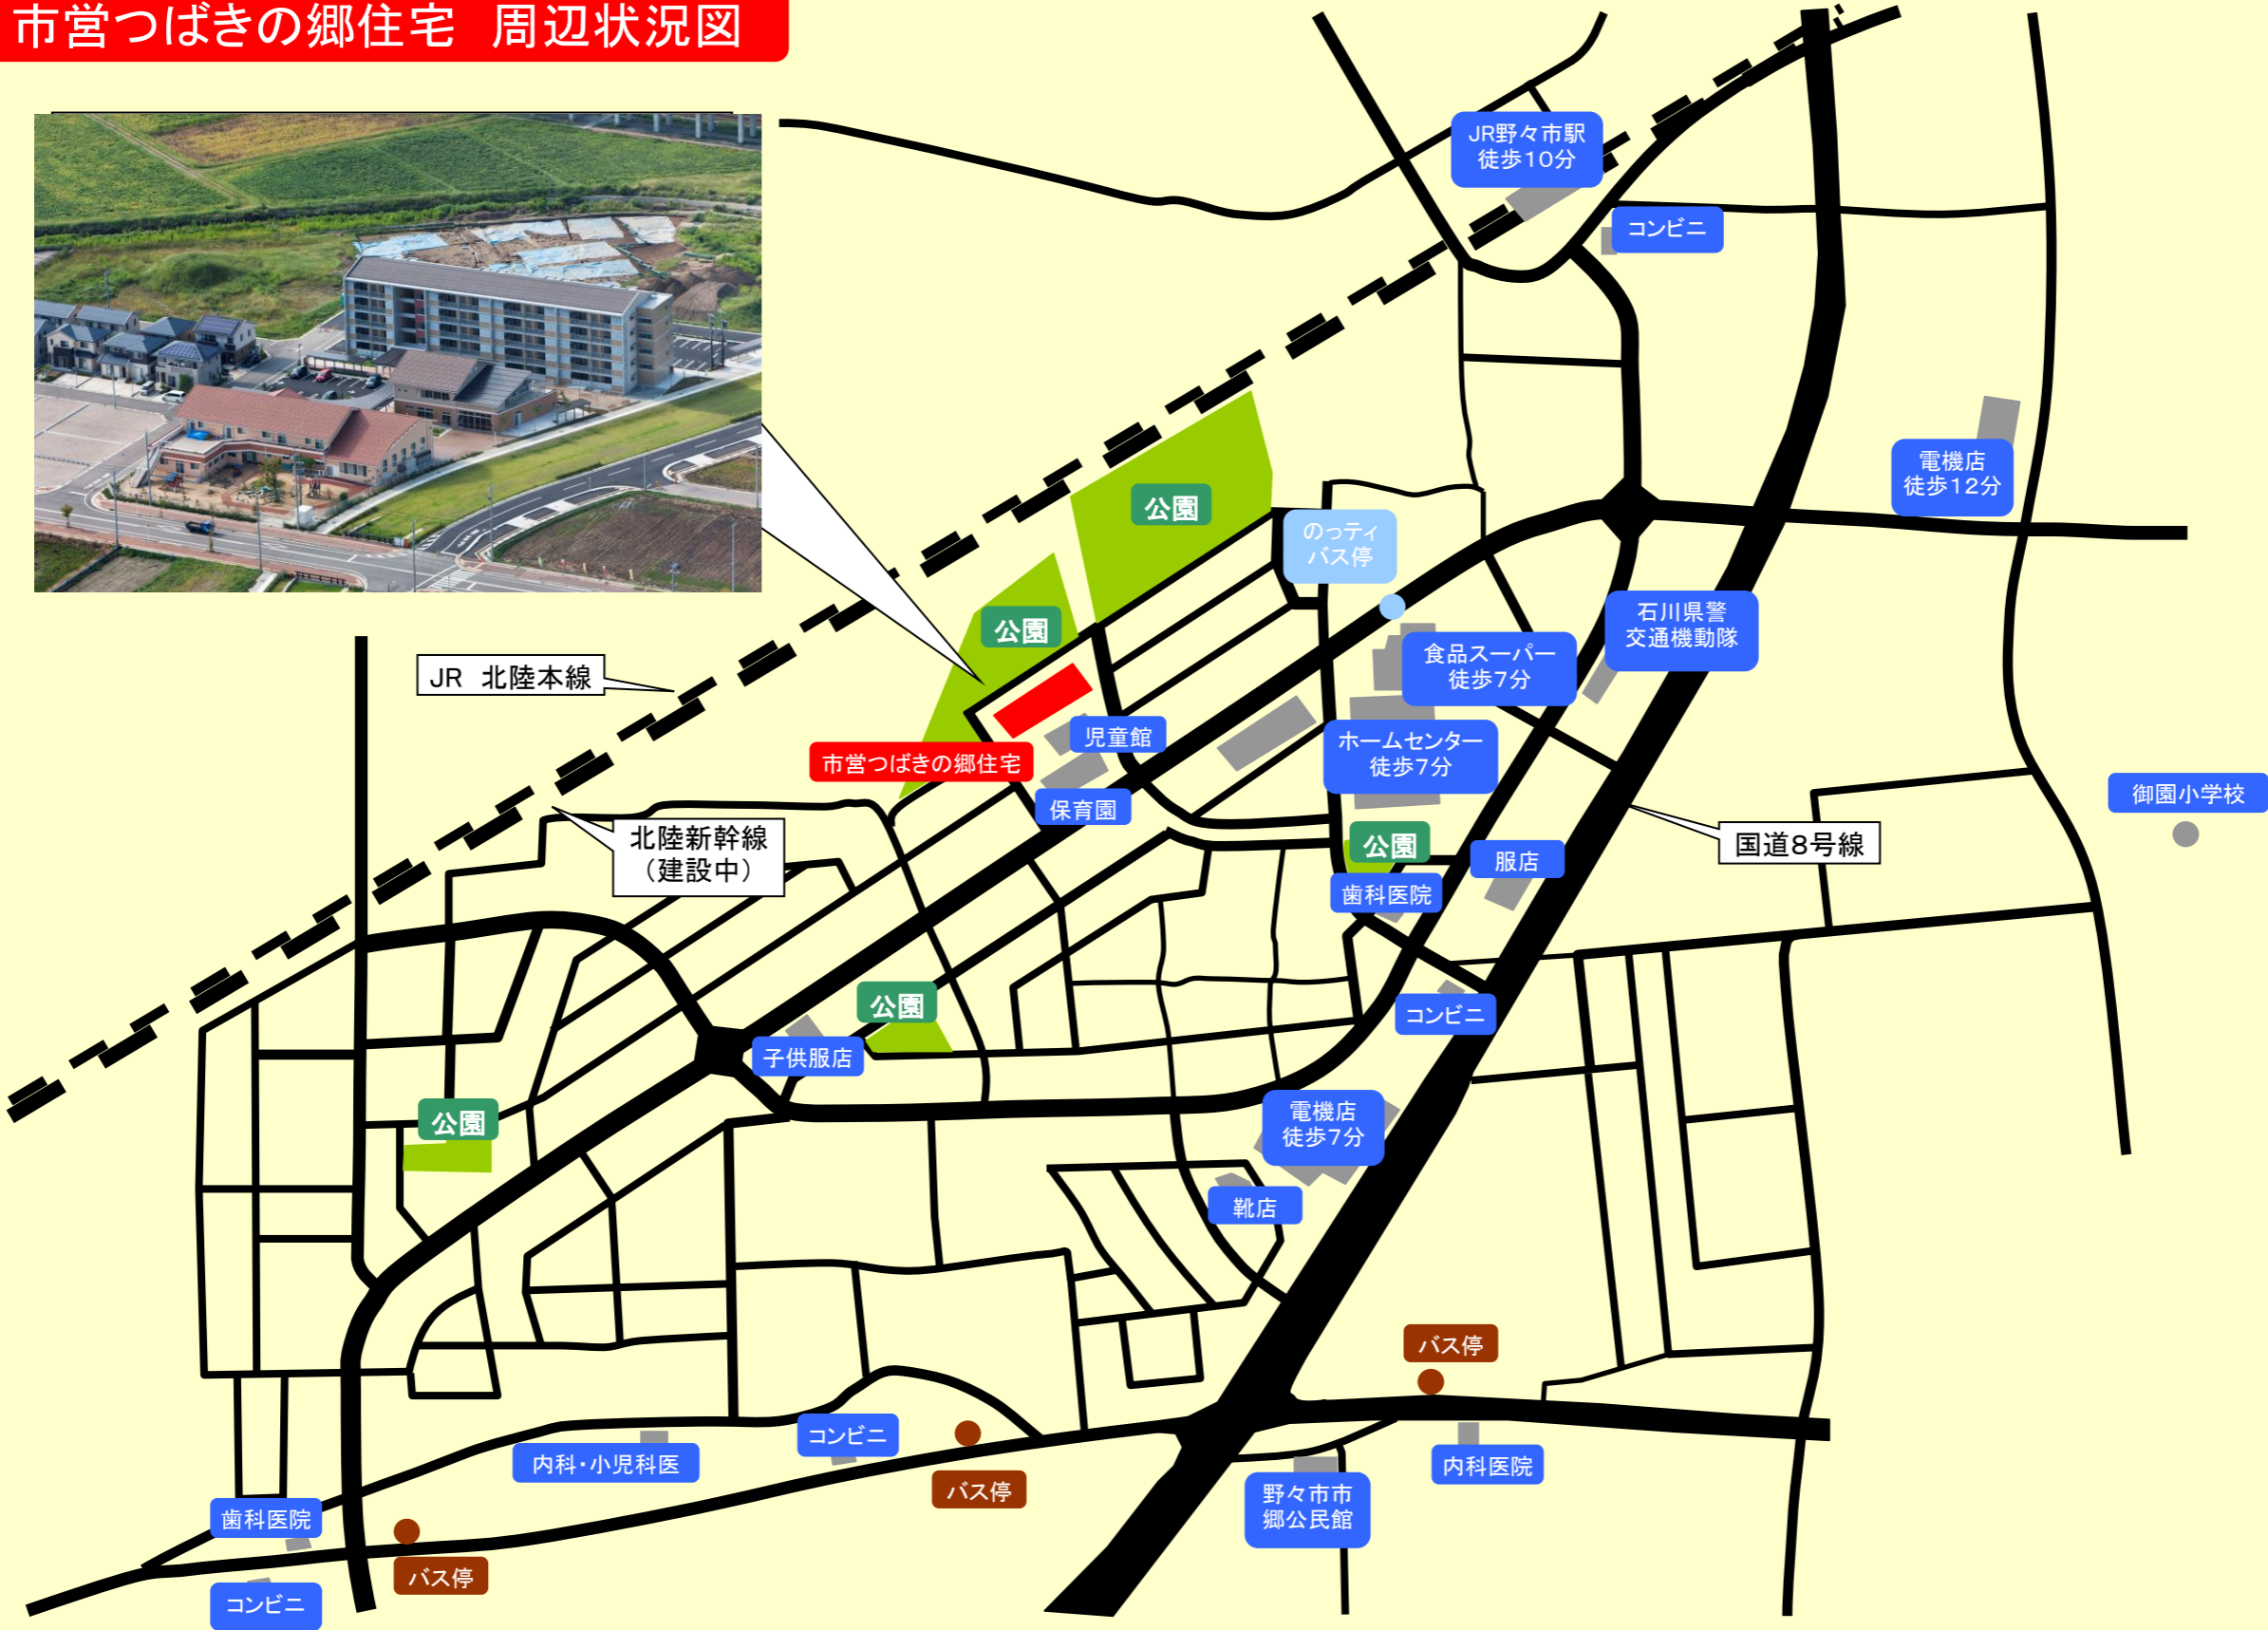 市営つばきの郷住宅　周辺状況図
JR野々市駅
徒歩10分
コンビニ
電機店
徒歩12分
公園
のっティ
バス停
公園
石川県警
交通機動隊
食品スーパー
徒歩7分
JR 北陸本線
児童館
ホームセンター
徒歩7分
市営つばきの郷住宅
保育園
御園小学校
北陸新幹線
（建設中）
公園
国道8号線
服店
歯科医院
公園
コンビニ
子供服店
公園
電機店
徒歩7分
靴店
バス停
コンビニ
内科・小児科医
バス停
内科医院
野々市市
郷公民館
歯科医院
バス停
コンビニ